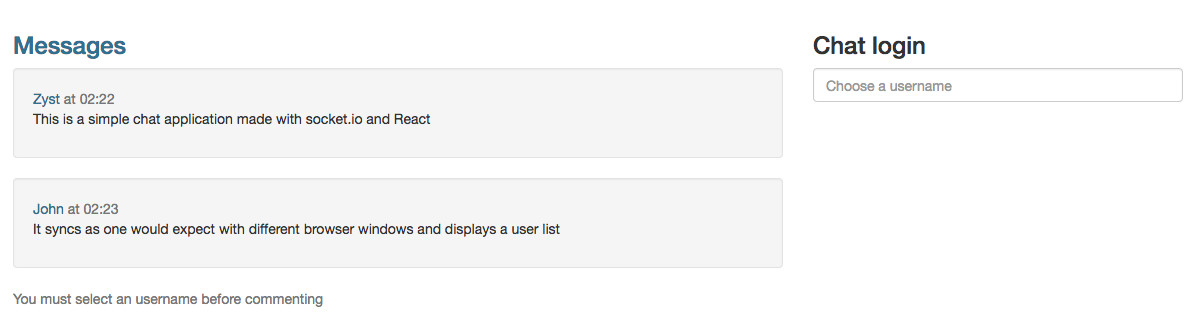 Messages
Zyst at 02:22
This is a simple chat application made with socket.io and React
John at 02:23
It syncs as one would expect with different browser windows and displays a user list
You must select an username before commenting
Chat login
Choose a username